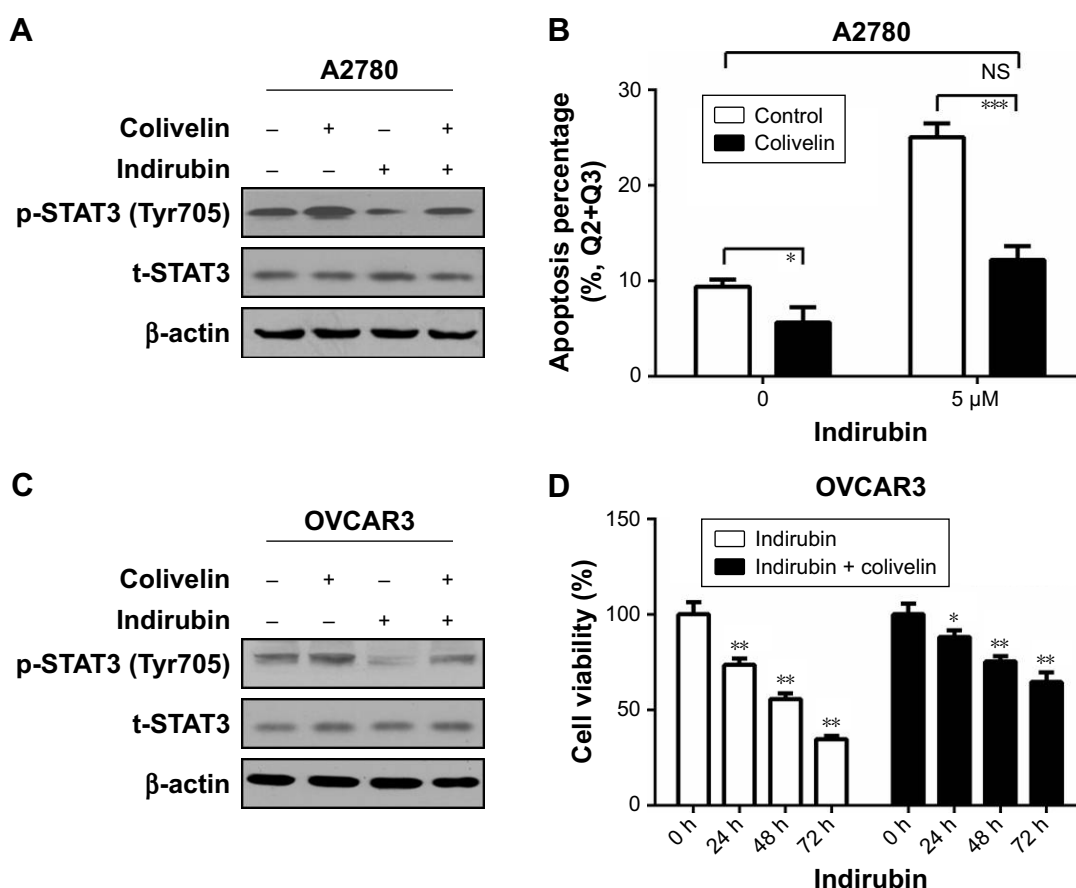 A
A2780
Colivelin – + – +
Indirubin – – + +
p-STAT3 (Tyr705)
t-STAT3
β-actin
B
A2780
NS
***
*
Control
Colivelin
Apoptosis percentage
(%, Q2+Q3)
30
20
10
0
0 5 µM
Indirubin
C
OVCAR3
Colivelin – + – +
Indirubin – – + +
p-STAT3 (Tyr705)
t-STAT3
β-actin
D
OVCAR3
Indirubin
Indirubin + colivelin
Cell viability (%)
150
100
50
0
** ** ** * ** **
0 h 24 h 48 h 72 h 0 h 24 h 48 h 72 h
Indirubin